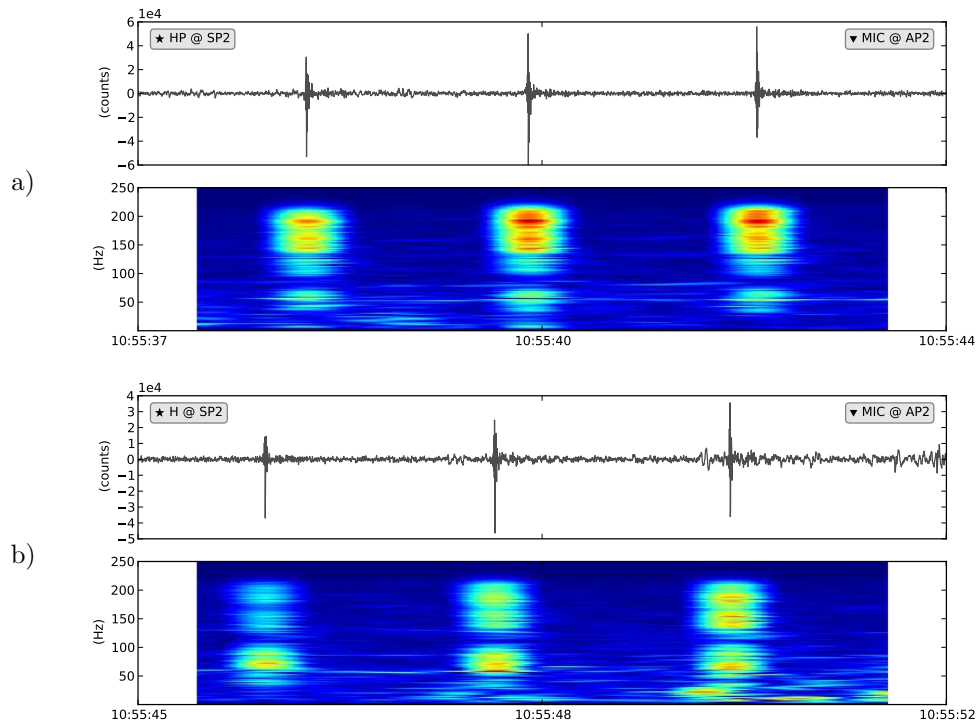 a)
1e4
★ HP @ SP2
▼ MIC @ AP2
(counts)
6
4
2
0
−2
−4
−6
(Hz)
250
200
150
100
50
10:55:37
10:55:40
10:55:44
b)
1e4
★ H @ SP2
▼ MIC @ AP2
(counts)
4
3
2
1
0
−1
−2
−3
−4
−5
(Hz)
250
200
150
100
50
10:55:45
10:55:48
10:55:52